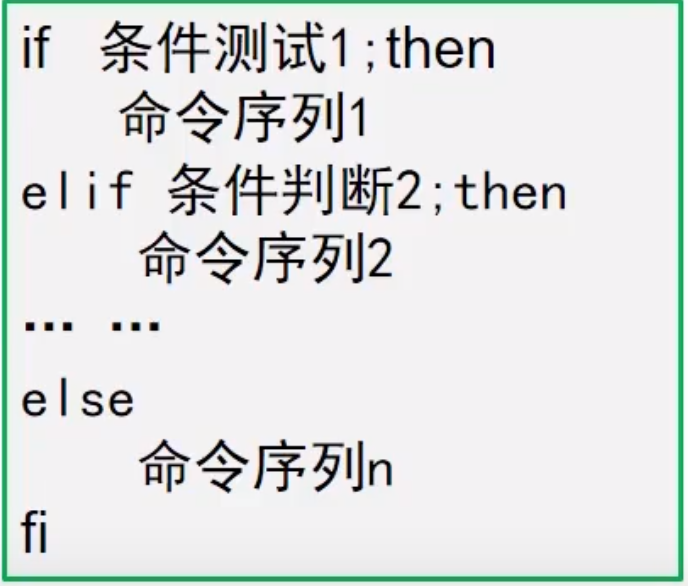 if 条件测试1;then
命令序列1
elif 条件判断2;then
命令序列2
... ...
else
命令序列n
fi